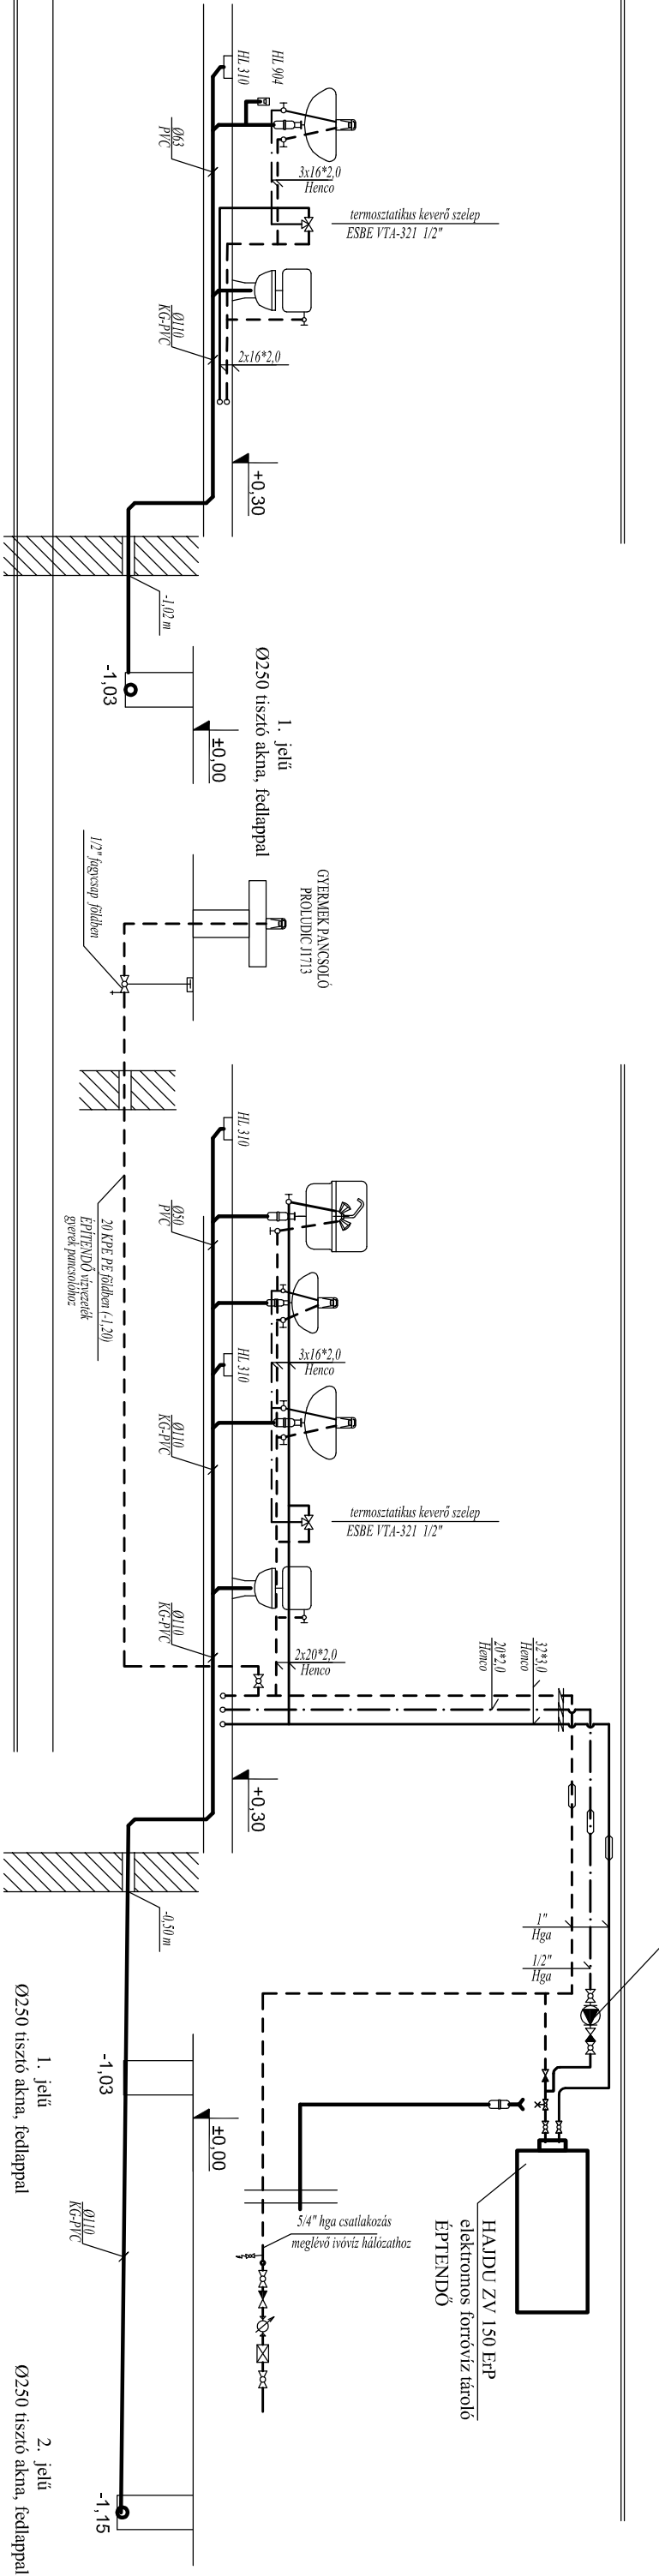 HL 310
HL 904
Ø63
PVC
3x16*2,0
Henco
termosztatikus keverő szelep
ESBE VTA-321 1/2"
Ø110
KG-PVC
2x16*2,0
+0,30
-1,02 m
-1,03
1. jelű
Ø250 tisztó akna, fedlappal
±0,00
GYERMEK PANCSOLÓ
PROLUDIC J1713
1/2" fagycsap földben
20 KPE PE földben (-1,20)
ÉPÍTENDŐ vízvezeték
gyerek pancsolóhoz
HL 310
Ø50
PVC
3x16*2,0
Henco
HL 310
Ø110
KG-PVC
termosztatikus keverő szelep
ESBE VTA-321 1/2"
Ø110
KG-PVC
2x20*2,0
Henco
20*2,0
Henco
32*3,0
Henco
+0,30
-0,50 m
1"
Hga
1/2"
Hga
1. jelű
Ø250 tisztó akna, fedlappal
-1,03
±0,00
Ø110
KG-PVC
5/4" hga csatlakozás
meglévő ivóvíz hálózathoz
HAJDU ZV 150 ErP
elektromos forróvíz tároló
ÉPTENDŐ
2. jelű
Ø250 tisztó akna, fedlappal
-1,15